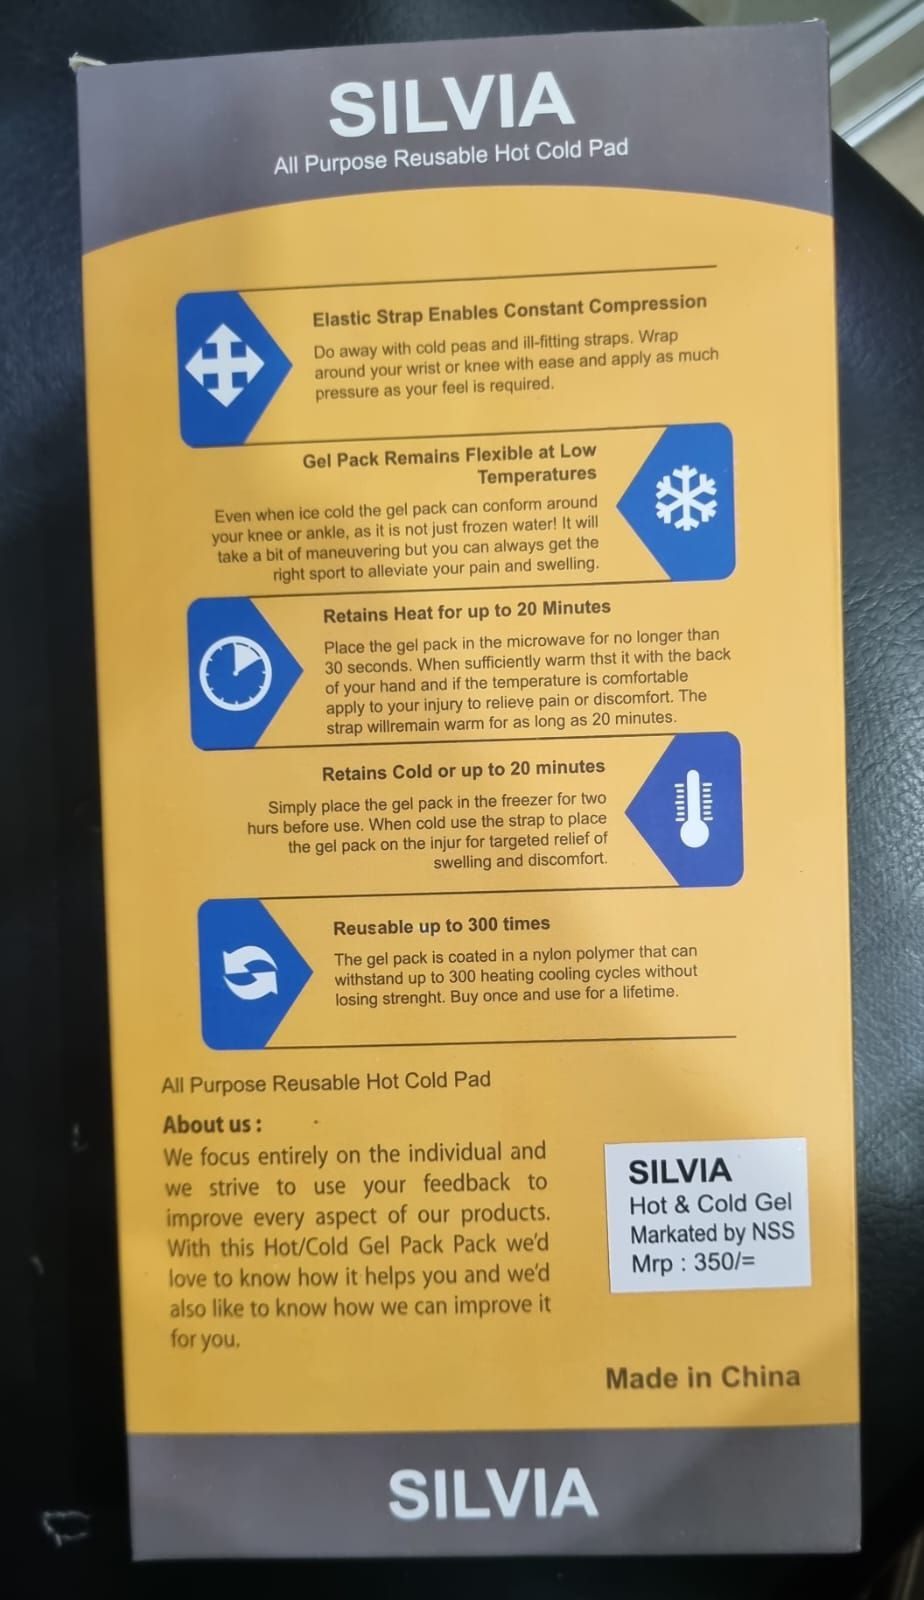 SILVIA
All Purpose Reusable Hot Cold Pad
Elastic Strap Enables Constant Compression
Do away with cold peas and ill-fitting straps. Wrap
around your wrist or knee with ease and apply as much
pressure as your feel is required.
Gel Pack Remains Flexible at Low
Temperatures
Even when ice cold the gel pack can conform around
your knee or ankle, as it is not just frozen water! It will
take a bit of maneuvering but you can always get the
right sport to alleviate your pain and swelling.
Retains Heat for up to 20 Minutes
Place the gel pack in the microwave for no longer than
30 seconds. When sufficiently warm thst it with the back
of your hand and if the temperature is comfortable
apply to your injury to relieve pain or discomfort. The
strap willremain warm for as long as 20 minutes.
Retains Cold or up to 20 minutes
Simply place the gel pack in the freezer for two
hurs before use. When cold use the strap to place
the gel pack on the injur for targeted relief of
swelling and discomfort.
Reusable up to 300 times
The gel pack is coated in a nylon polymer that can
withstand up to 300 heating cooling cycles without
losing strenght. Buy once and use for a lifetime.
All Purpose Reusable Hot Cold Pad
About us :
We focus entirely on the individual and
we strive to use your feedback to
improve every aspect of our products.
With this Hot/Cold Gel Pack Pack we'd
love to know how it helps you and we'd
also like to know how we can improve it
for you.
SILVIA
Hot & Cold Gel
Markated by NSS
Mrp : 350/=
Made in China
SILVIA